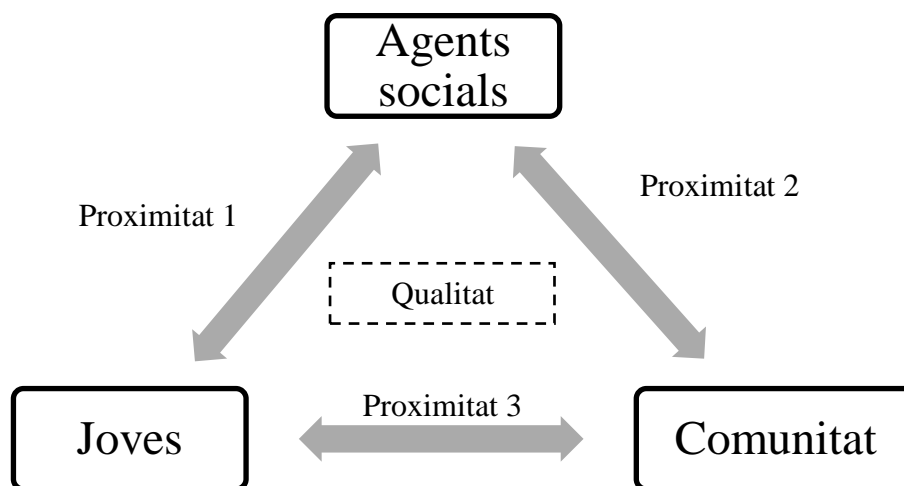 Agents
socials
Proximitat 1
Proximitat 2
Qualitat
Proximitat 3
Joves
Comunitat